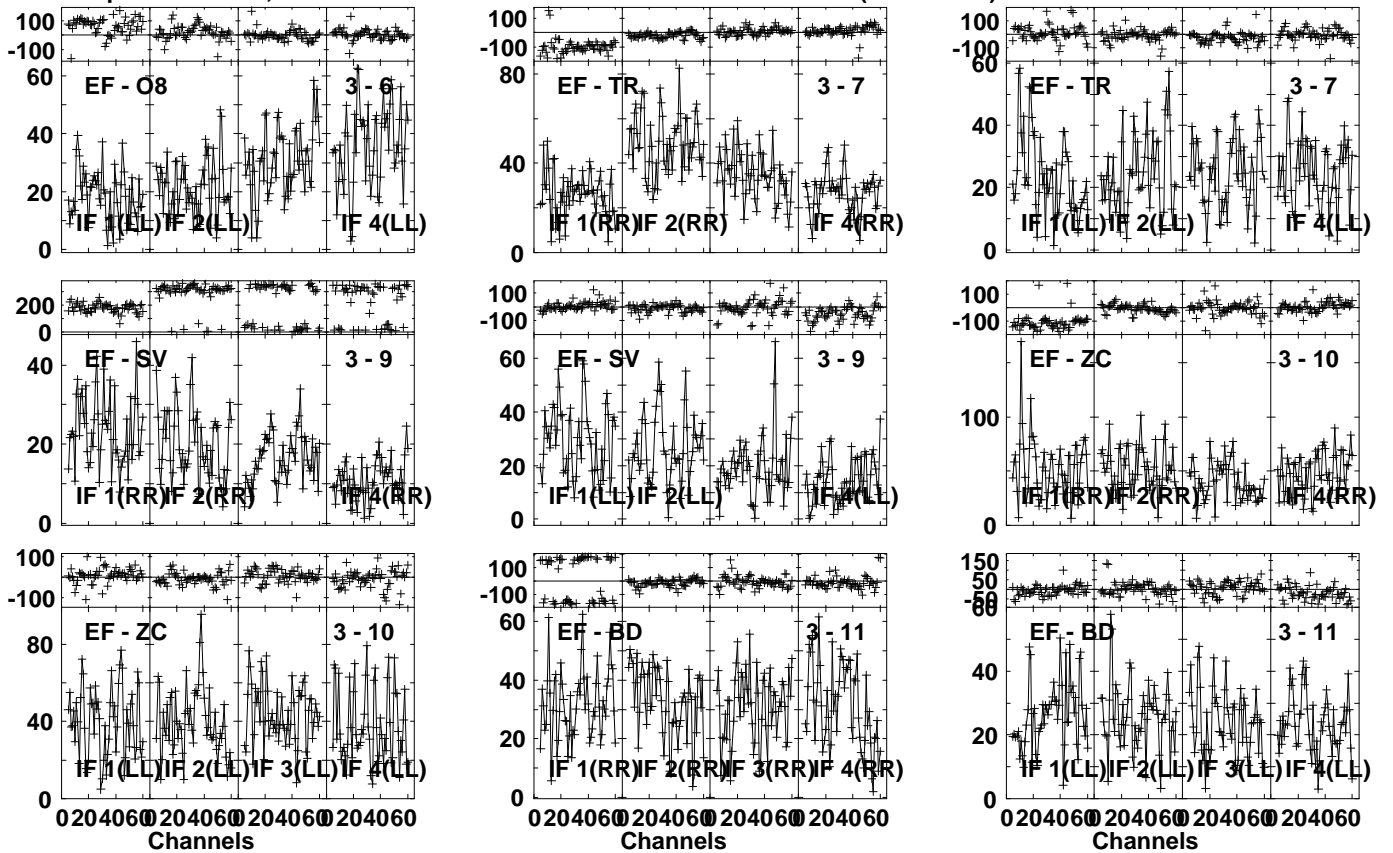 100
-100
60
40
20
0
EF - O8
3 - 6
IF 1(LL)
IF 2(LL)
IF 4(LL)
100
-100
80
40
0
EF - TR
3 - 7
IF 1(RR)
IF 2(RR)
IF 4(RR)
100
-100
60
40
20
0
EF - TR
3 - 7
IF 1(LL)
IF 2(LL)
IF 4(LL)
200
0
40
20
0
EF - SV
3 - 9
IF 1(RR)
IF 2(RR)
IF 4(RR)
100
-100
60
40
20
0
EF - SV
3 - 9
IF 1(LL)
IF 2(LL)
IF 4(LL)
100
-100
100
0
EF - ZC
3 - 10
IF 1(RR)
IF 2(RR)
IF 4(RR)
100
-100
80
40
0
EF - ZC
3 - 10
IF 1(LL)
IF 2(LL)
IF 3(LL)
IF 4(LL)
0 20 40 60 0 20 40 60 0 20 40 60 0 20 40 60
Channels
100
-100
80
60
40
20
0
EF - BD
3 - 11
IF 1(RR)
IF 2(RR)
IF 3(RR)
IF 4(RR)
0 20 40 60 0 20 40 60 0 20 40 60 0 20 40 60
Channels
150
50
-50
60
40
20
0
EF - BD
3 - 11
IF 1(LL)
IF 2(LL)
IF 3(LL)
IF 4(LL)
0 20 40 60 0 20 40 60 0 20 40 60 0 20 40 60
Channels